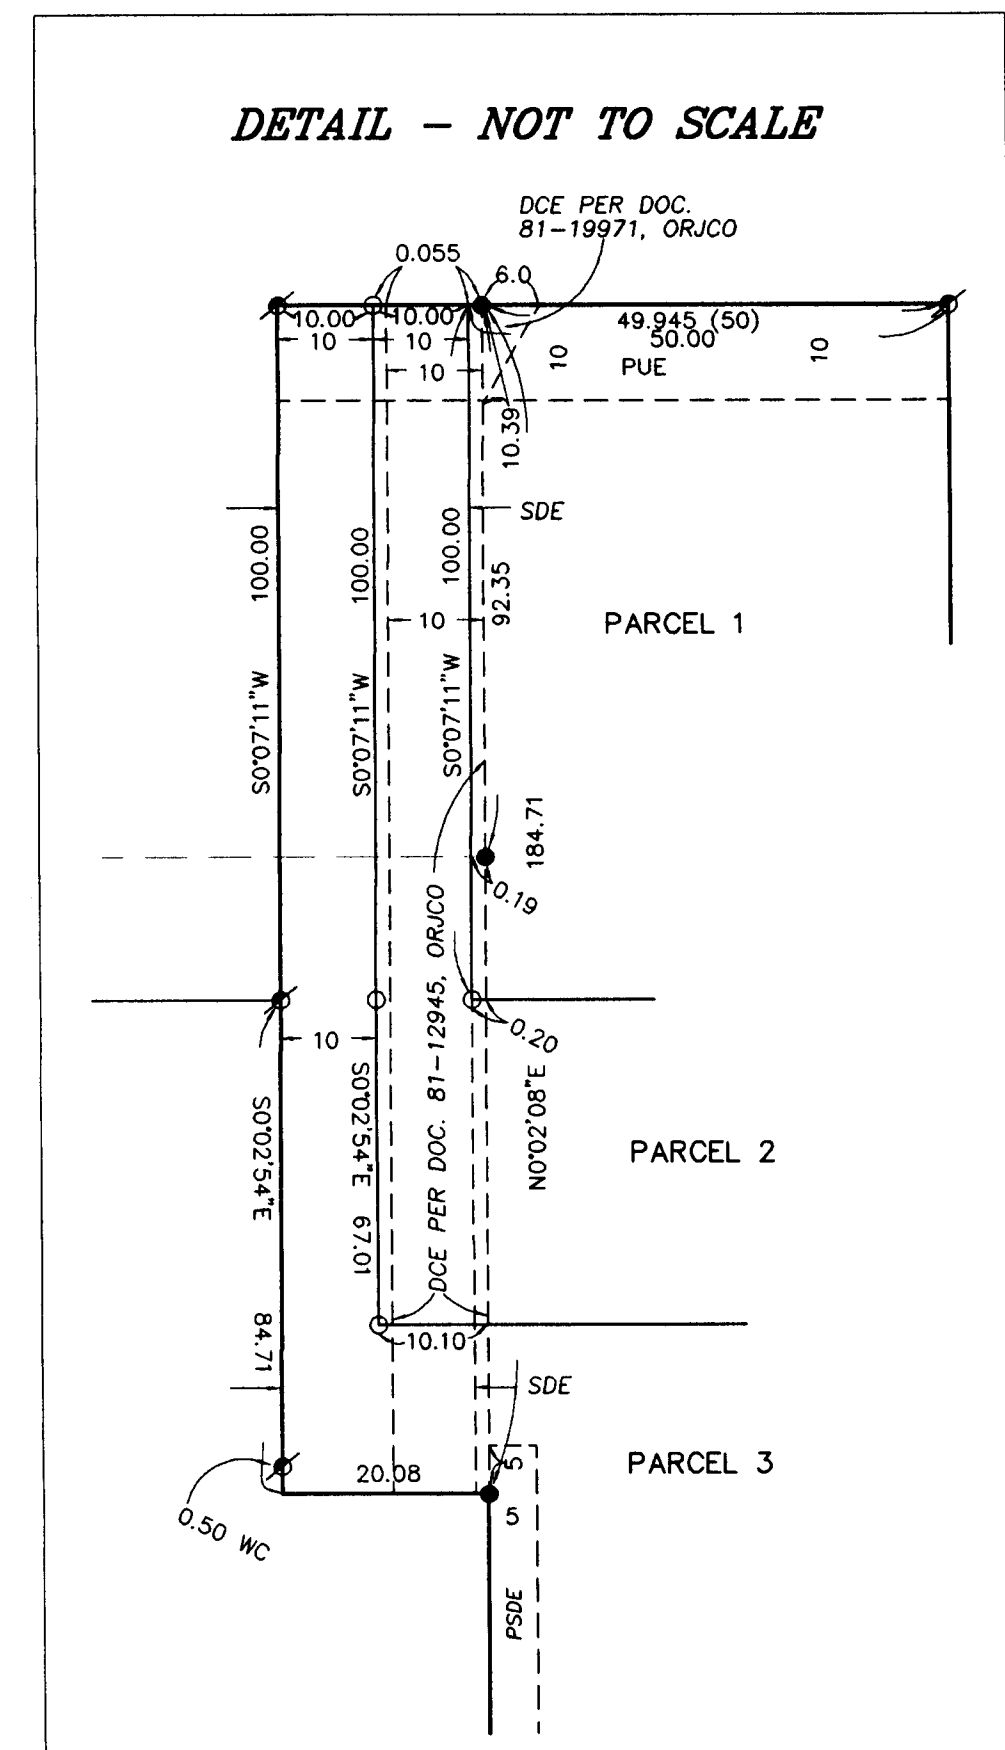 DETAIL – NOT TO SCALE
DCE PER DOC.
81-19971, ORJCO
0.055
6.0
10.00
10.00
49.945 (50)
10
10
50.00
10
10
10
PUE
10.39
SDE
100.00
100.00
100.00
92.35
10
PARCEL 1
S0°07'11"W
S0°07'11"W
S0°07'11"W
184.71
0.19
DCE PER DOC. 81-12945, ORJCO
0.20
10
S0°02'54"E
S0°02'54"E 67.01
N0°02'08"E
PARCEL 2
84.71
10.10
SDE
20.08
5
PARCEL 3
0.50 WC
5
PSDE